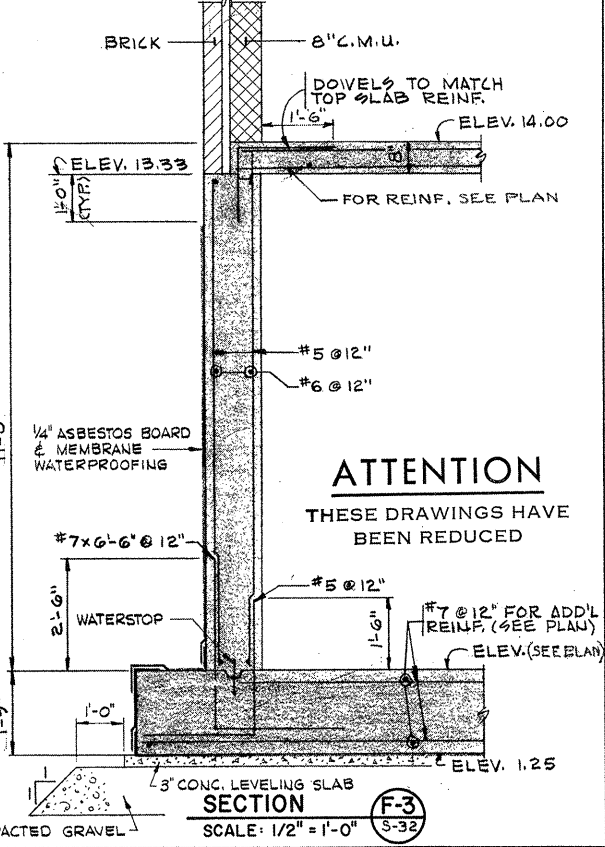 BRICK
8"C.M.U.
DOWELS TO MATCH
TOP SLAB REINF.
1'-6"
ELEV. 14.00
8"
ELEV. 13.33
1'-0"
(TYP.)
FOR REINF. SEE PLAN
#5 @ 12"
#6 @ 12"
1/4" ASBESTOS BOARD
& MEMBRANE
WATERPROOFING
ATTENTION
THESE DRAWINGS HAVE
BEEN REDUCED
#7 x 6'-6" @ 12"
#5 @ 12"
2'-6"
WATERSTOP
1'-6"
#7 @ 12" FOR ADD'L
REINF. (SEE PLAN)
ELEV. (SEE PLAN)
1'-0"
ELEV. 1.25
1
1
3" CONC. LEVELING SLAB
ACTED GRAVEL
SECTION
SCALE: 1/2" = 1'-0"
F-3
S-32